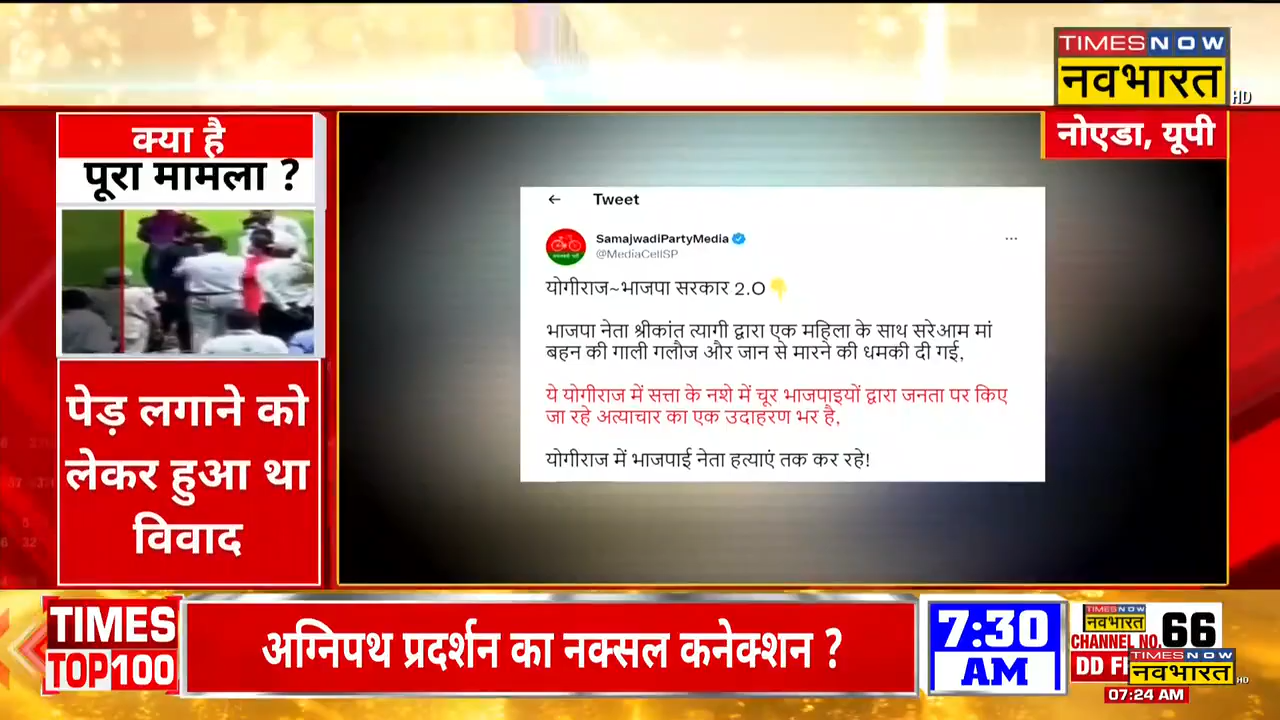 TIMES NOW
नवभारत
HD
नोएडा, यूपी
क्या है
पूरा मामला ?
पेड़ लगाने को
लेकर हुआ था
विवाद
← Tweet
SamajwadiPartyMedia
@MediaCellSP
योगीराज~भाजपा सरकार 2.0👇
भाजपा नेता श्रीकांत त्यागी द्वारा एक महिला के साथ सरेआम मां
बहन की गाली गलौज और जान से मारने की धमकी दी गई,
ये योगीराज में सत्ता के नशे में चूर भाजपाइयों द्वारा जनता पर किए
जा रहे अत्याचार का एक उदाहरण भर है,
योगीराज में भाजपाई नेता हत्याएं तक कर रहे!
TIMES
TOP100
अग्निपथ प्रदर्शन का नक्सल कनेक्शन ?
7:30
AM
TIMES NOW
नवभारत
CHANNEL NO.
66
DD F
TIMES NOW
नवभारत
HD
07:24 AM